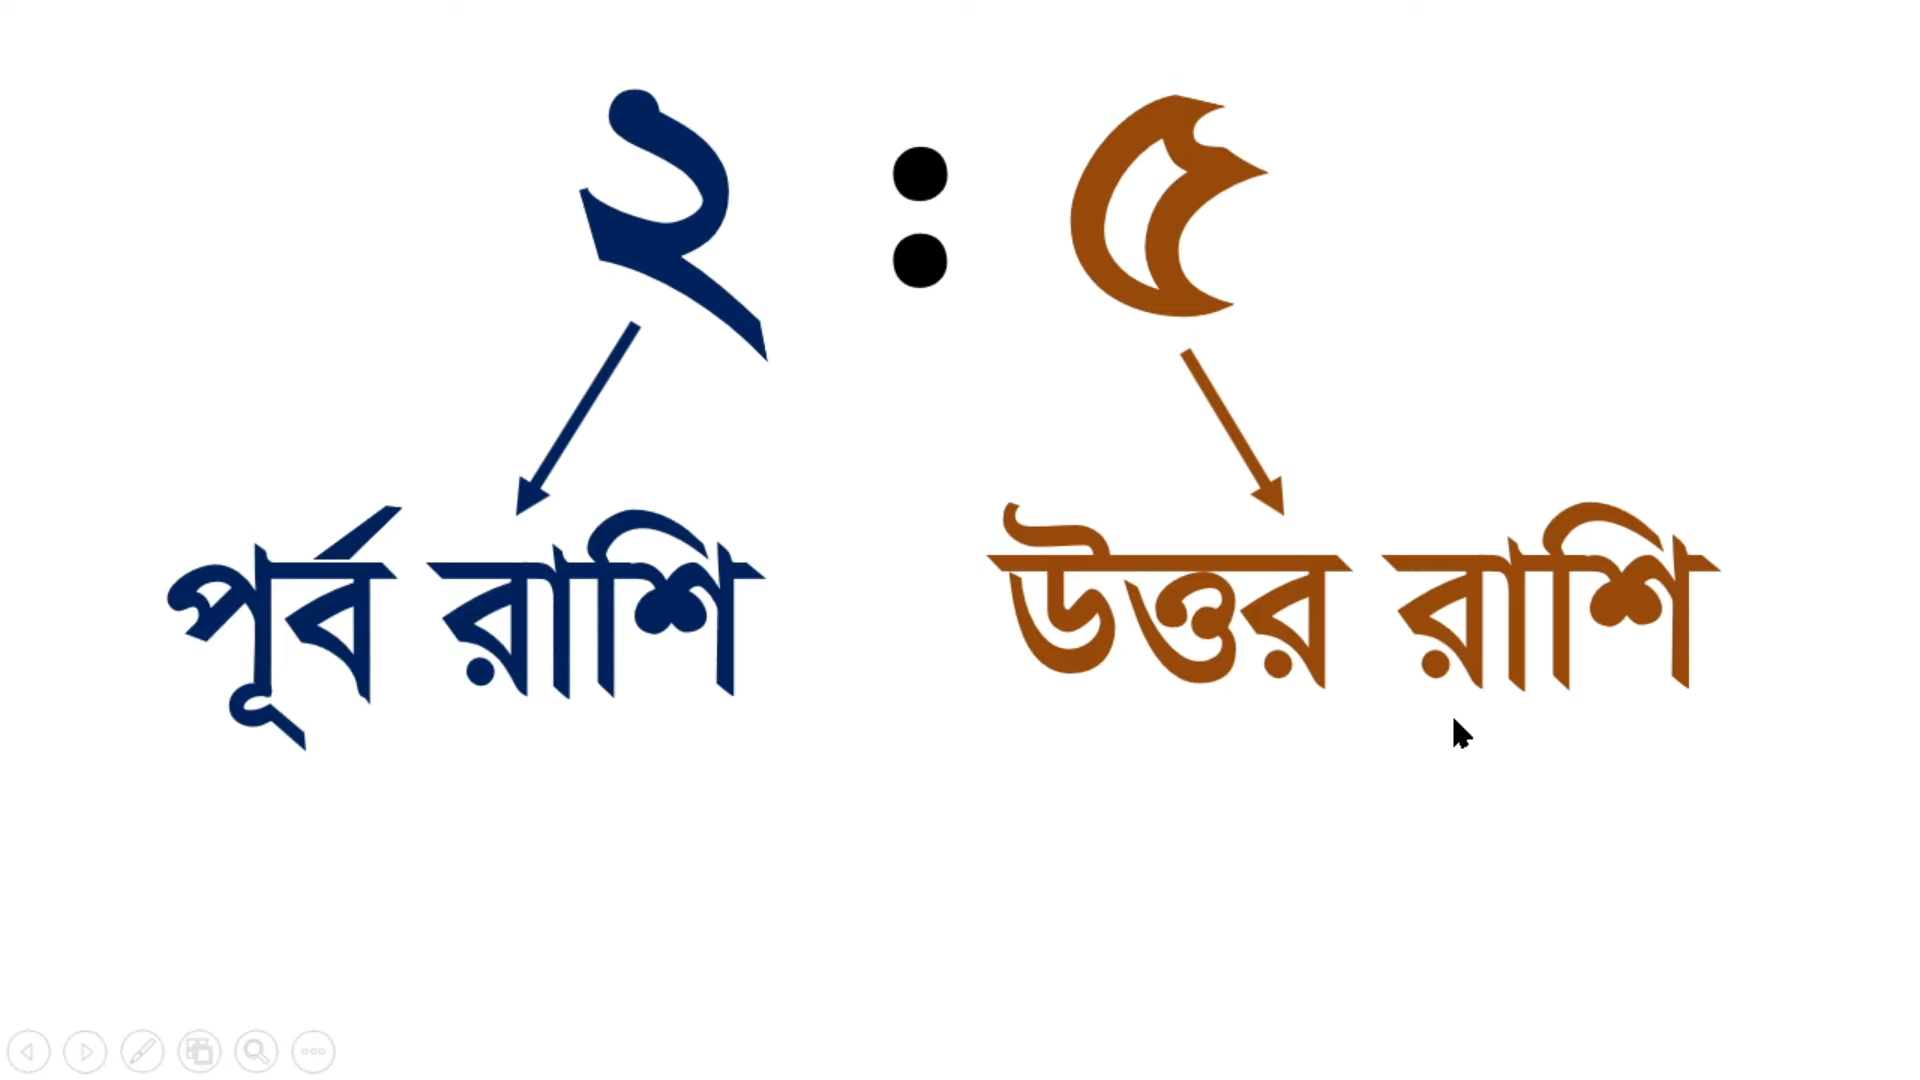 ২ : ৫
পূর্ব রাশি উত্তর রাশি